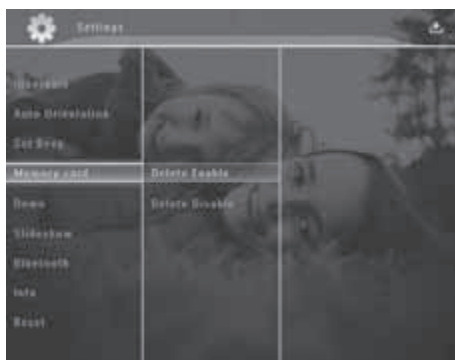 Settings
Auto Orientation
Set Beep
Memory card
Delete Enable
Demo
Delete Disable
Slideshow
Bluetooth
Info
Reset